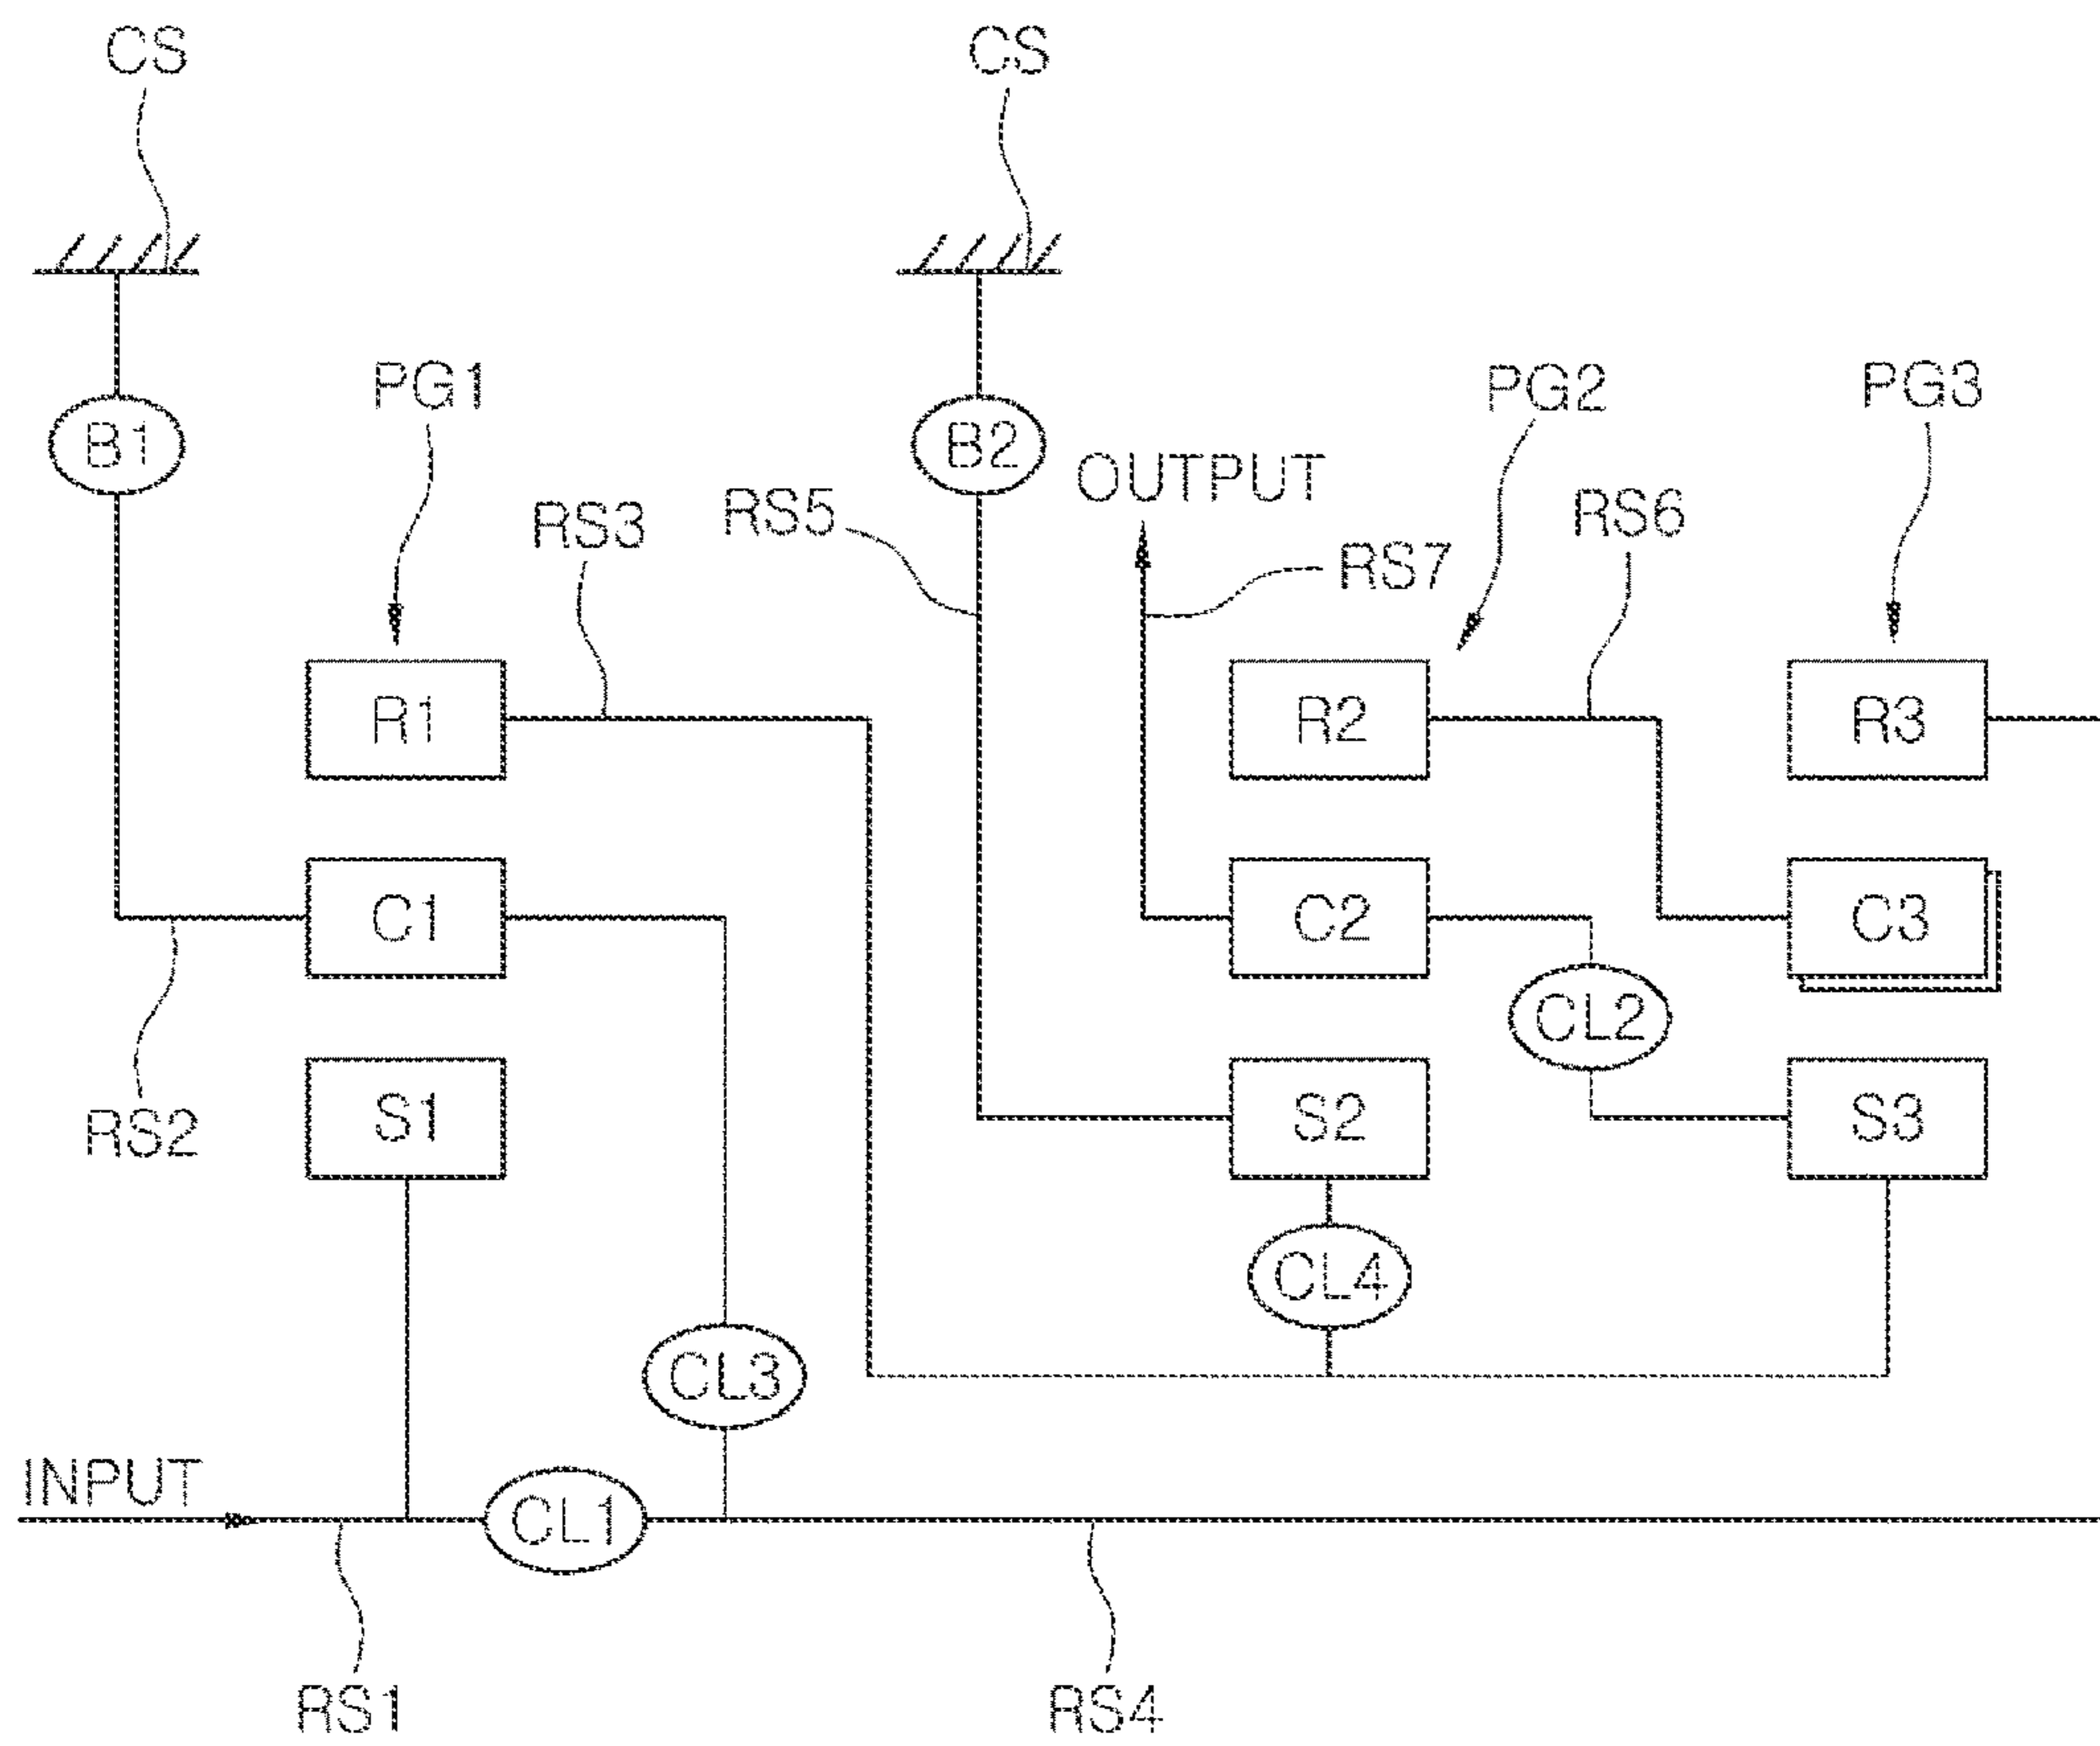 CS
CS
PG1
PG2
PG3
B1
B2
OUTPUT
RS3
RS5
RS6
RS7
R1
R2
R3
C1
C2
C3
CL2
RS2
S1
S2
S3
CL4
CL3
INPUT
CL1
RS1
RS4